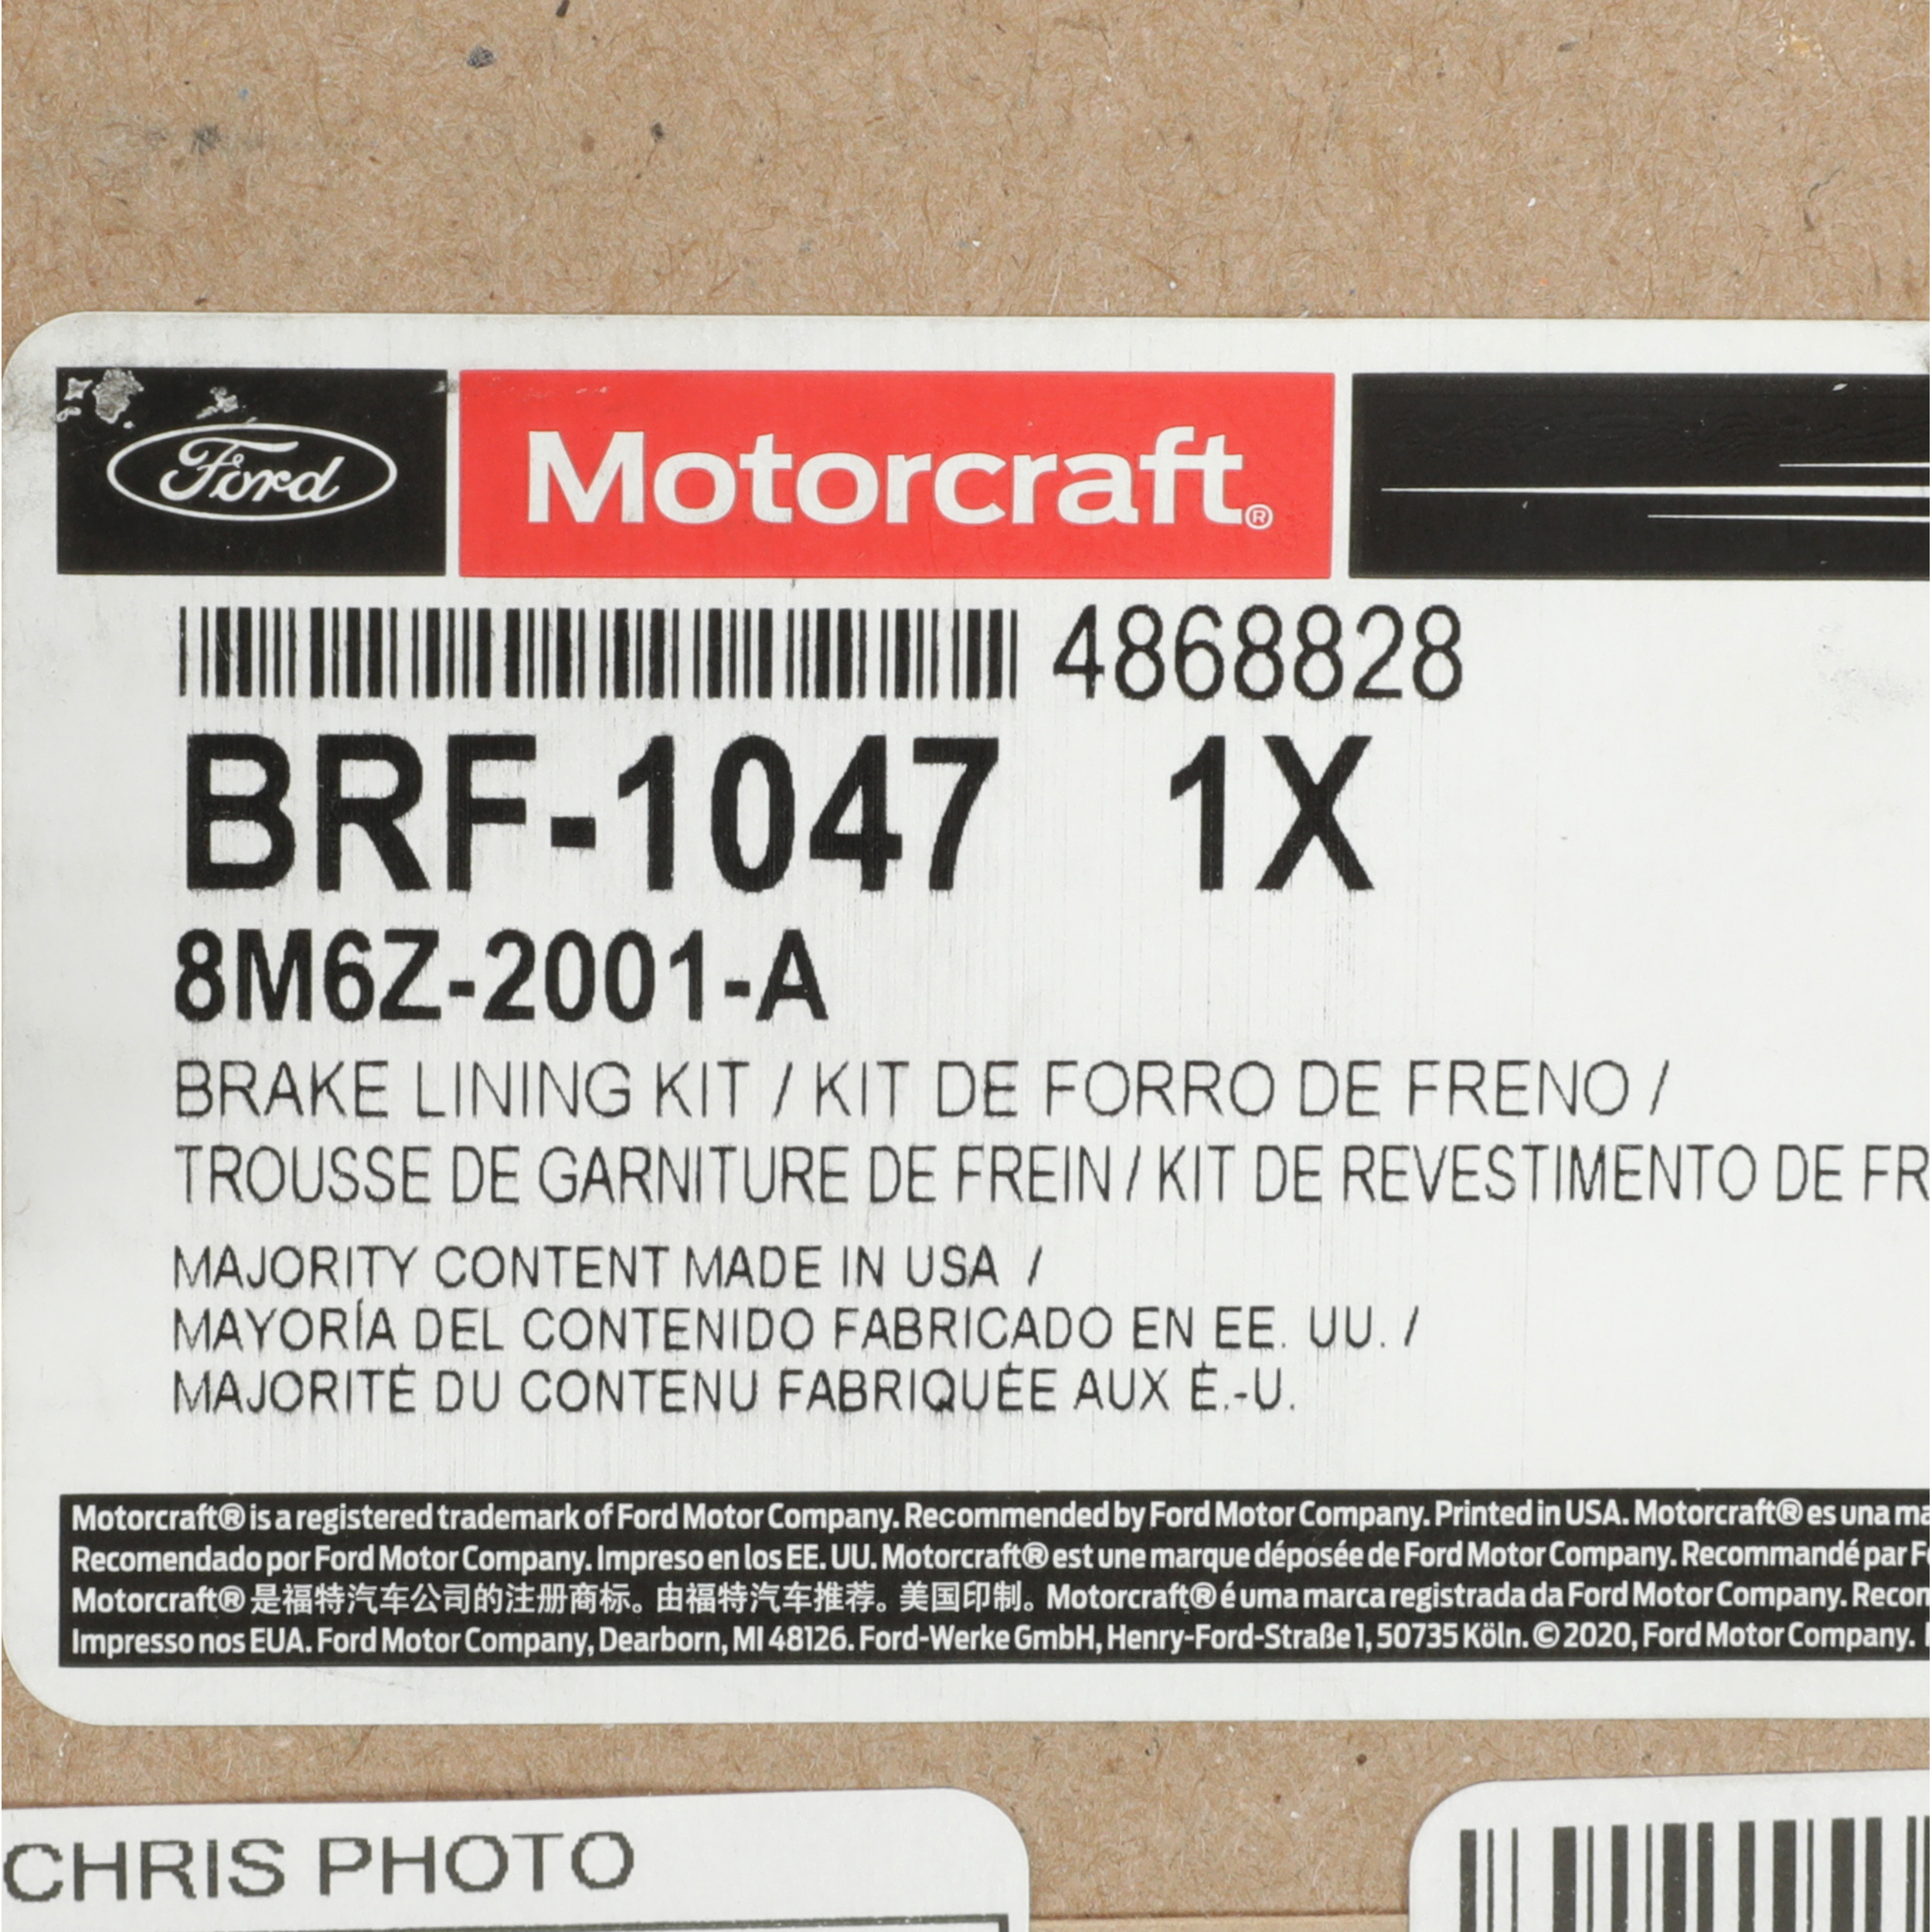 Ford Motorcraft®
4868828
BRF-1047 1X
8M6Z-2001-A
BRAKE LINING KIT / KIT DE FORRO DE FRENO /
TROUSSE DE GARNITURE DE FREIN / KIT DE REVESTIMENTO DE FR
MAJORITY CONTENT MADE IN USA /
MAYORÍA DEL CONTENIDO FABRICADO EN EE. UU. /
MAJORITÉ DU CONTENU FABRIQUÉE AUX É.-U.
Motorcraft® is a registered trademark of Ford Motor Company. Recommended by Ford Motor Company. Printed in USA. Motorcraft® es una ma
Recomendado por Ford Motor Company. Impreso en los EE. UU. Motorcraft® est une marque déposée de Ford Motor Company. Recommandé par F
Motorcraft® 是福特汽车公司的注册商标。由福特汽车推荐。美国印制。Motorcraft® é uma marca registrada da Ford Motor Company. Recom
Impresso nos EUA. Ford Motor Company, Dearborn, MI 48126. Ford-Werke GmbH, Henry-Ford-Straße 1, 50735 Köln. © 2020, Ford Motor Company.
CHRIS PHOTO